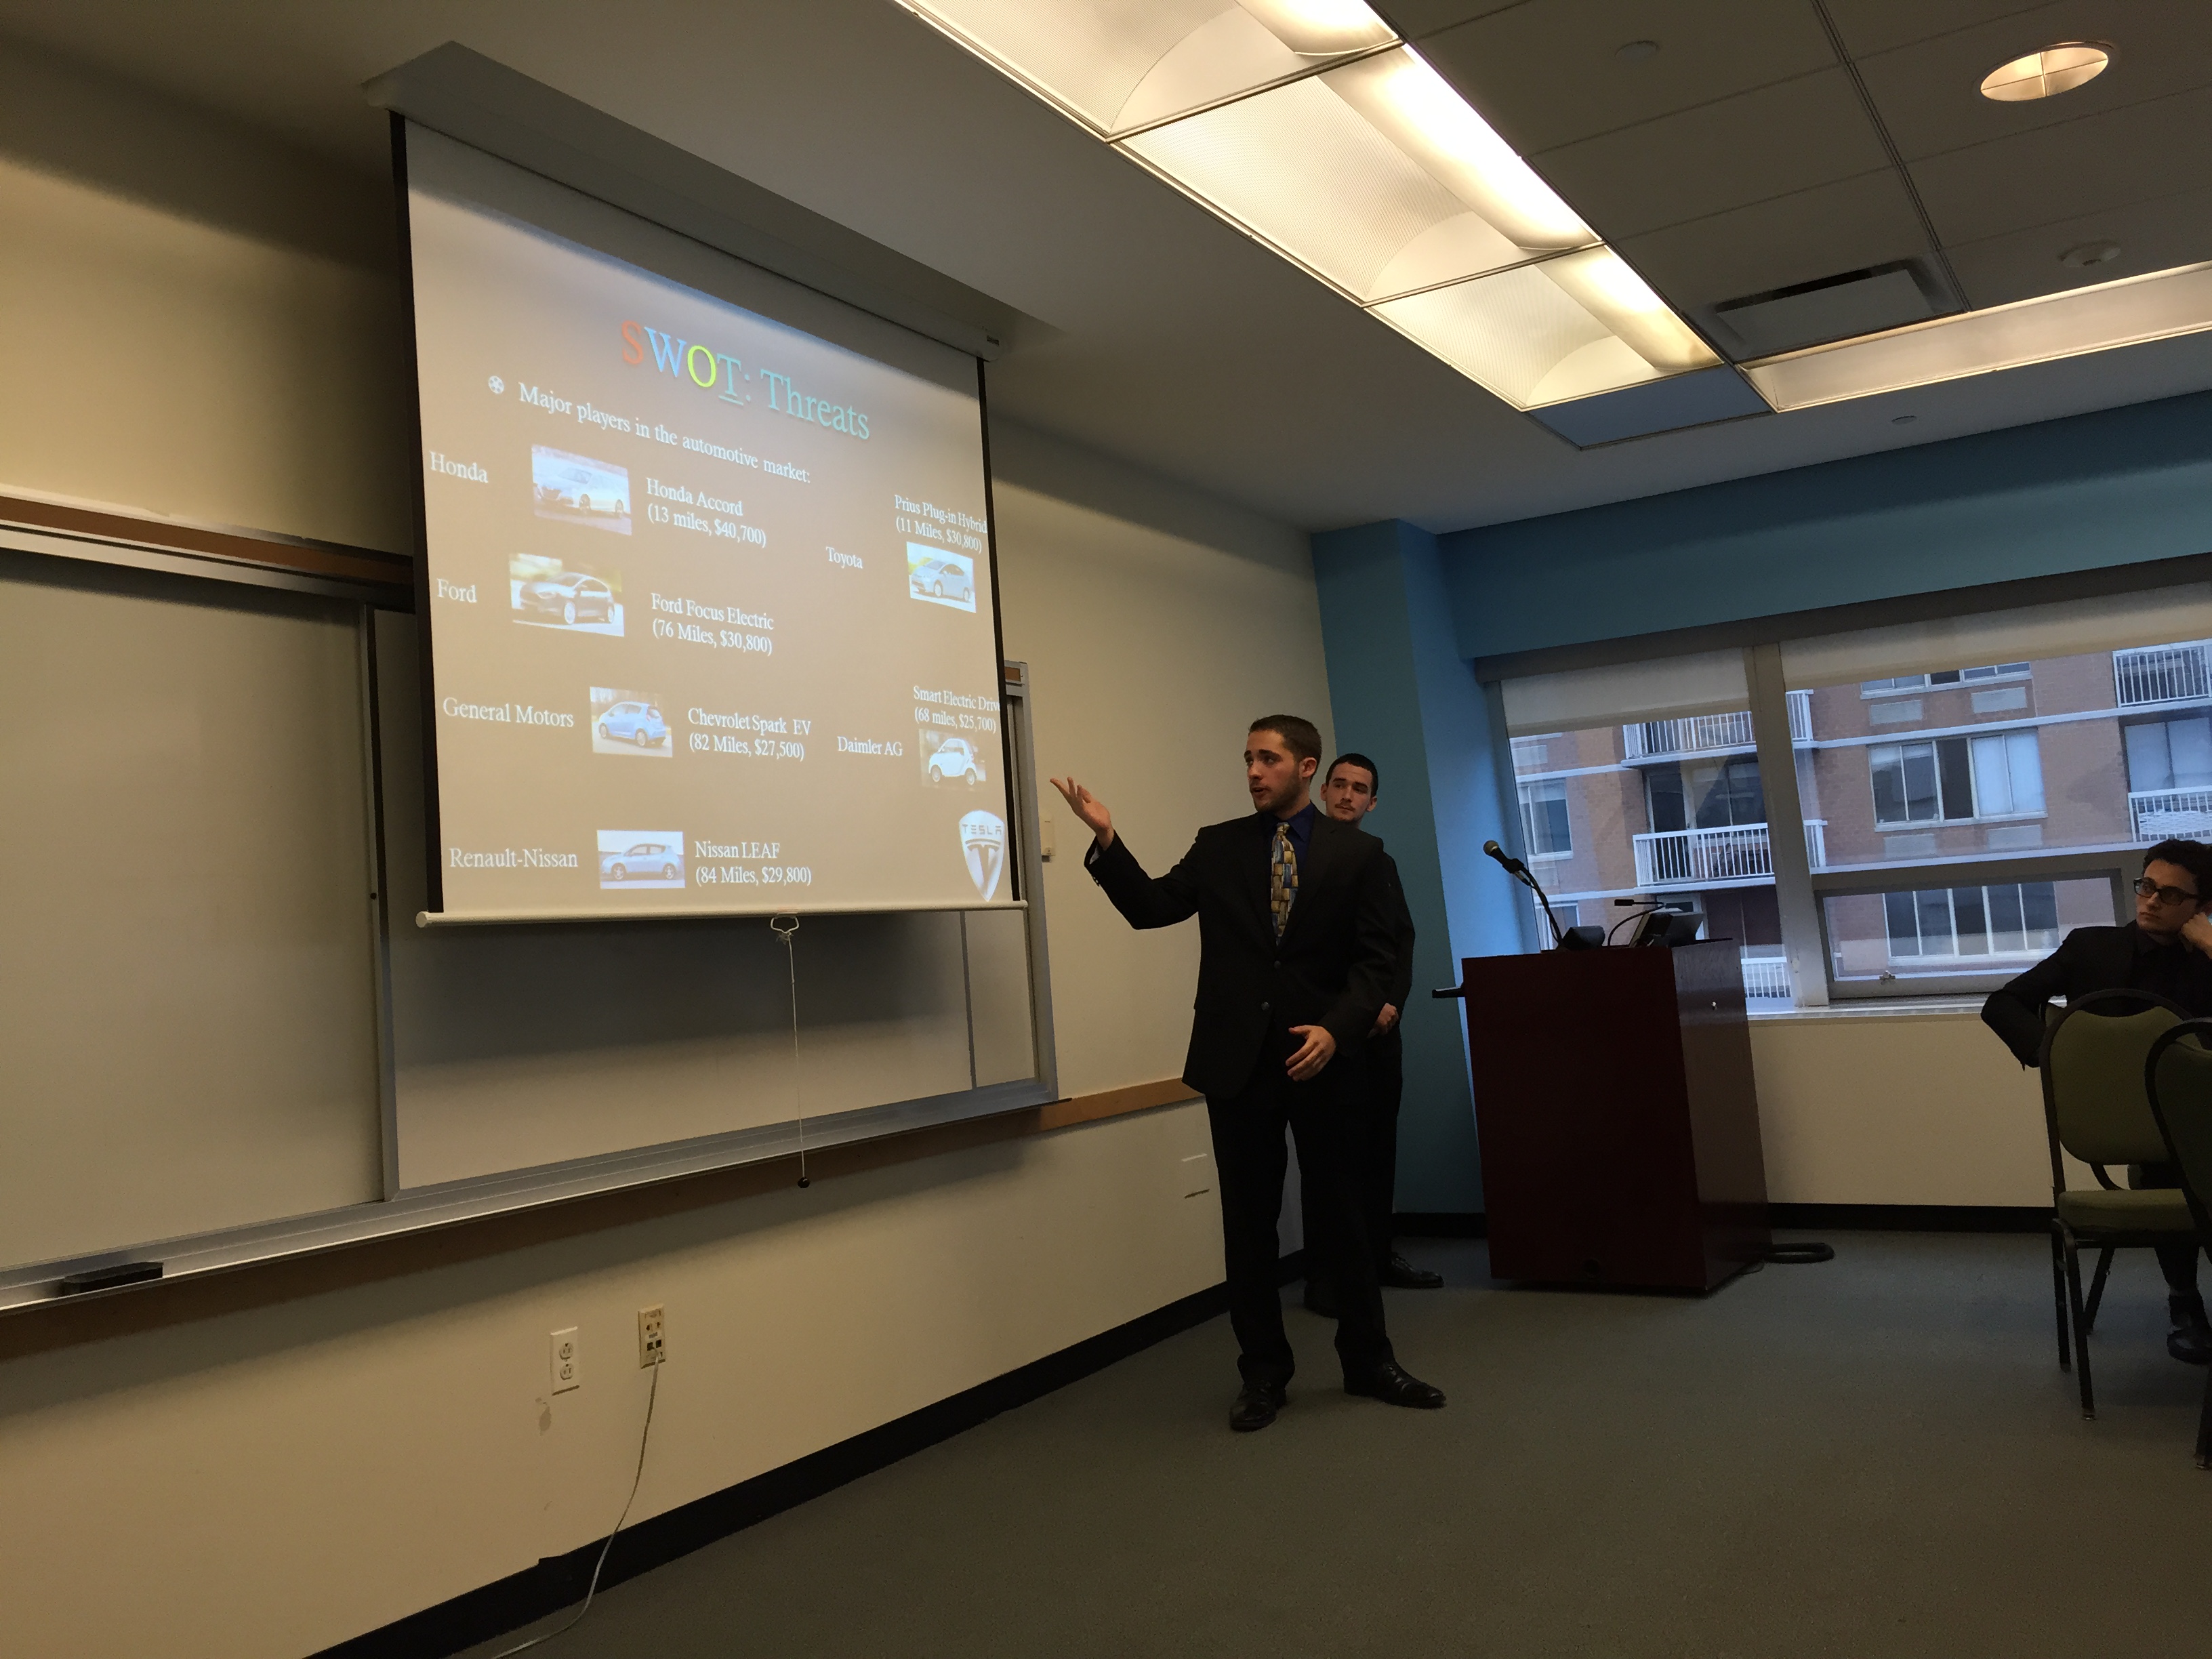 SWOT: Threats
Major players in the automotive market:
Honda
Honda Accord
(13 miles, $40,700)
Toyota
Prius Plug-in Hybrid
(11 Miles, $30,800)
Ford
Ford Focus Electric
(76 Miles, $30,800)
General Motors
Chevrolet Spark EV
(82 Miles, $27,500)
Daimler AG
Smart Electric Drive
(68 miles, $25,700)
Renault-Nissan
Nissan LEAF
(84 Miles, $29,800)
TESLA